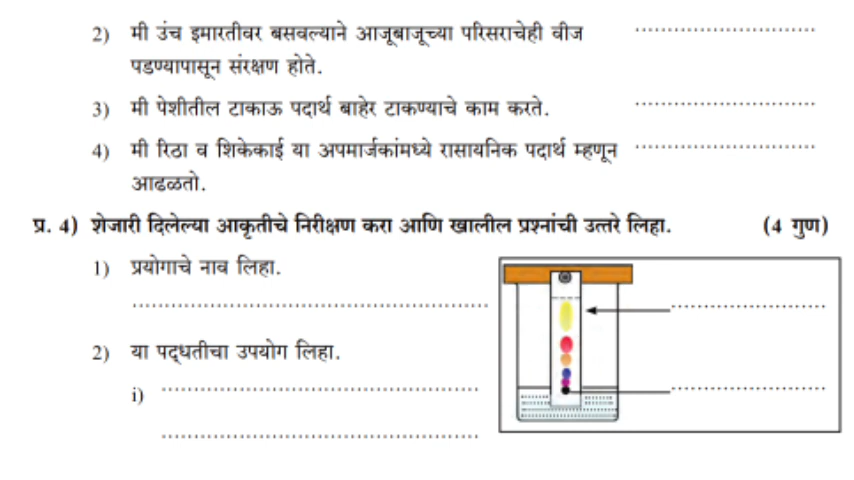 2) मी उंच इमारतीवर बसवल्याने आजूबाजूच्या परिसराचेही वीज ..............................
पडण्यापासून संरक्षण होते.
3) मी पेशीतील टाकाऊ पदार्थ बाहेर टाकण्याचे काम करते. ..............................
4) मी रिठा व शिकेकाई या अपमार्जकांमध्ये रासायनिक पदार्थ म्हणून ..............................
आढळतो.
प्र. 4) शेजारी दिलेल्या आकृतीचे निरीक्षण करा आणि खालील प्रश्नांची उत्तरे लिहा. (4 गुण)
1) प्रयोगाचे नाव लिहा.
2) या पद्धतीचा उपयोग लिहा.
i)